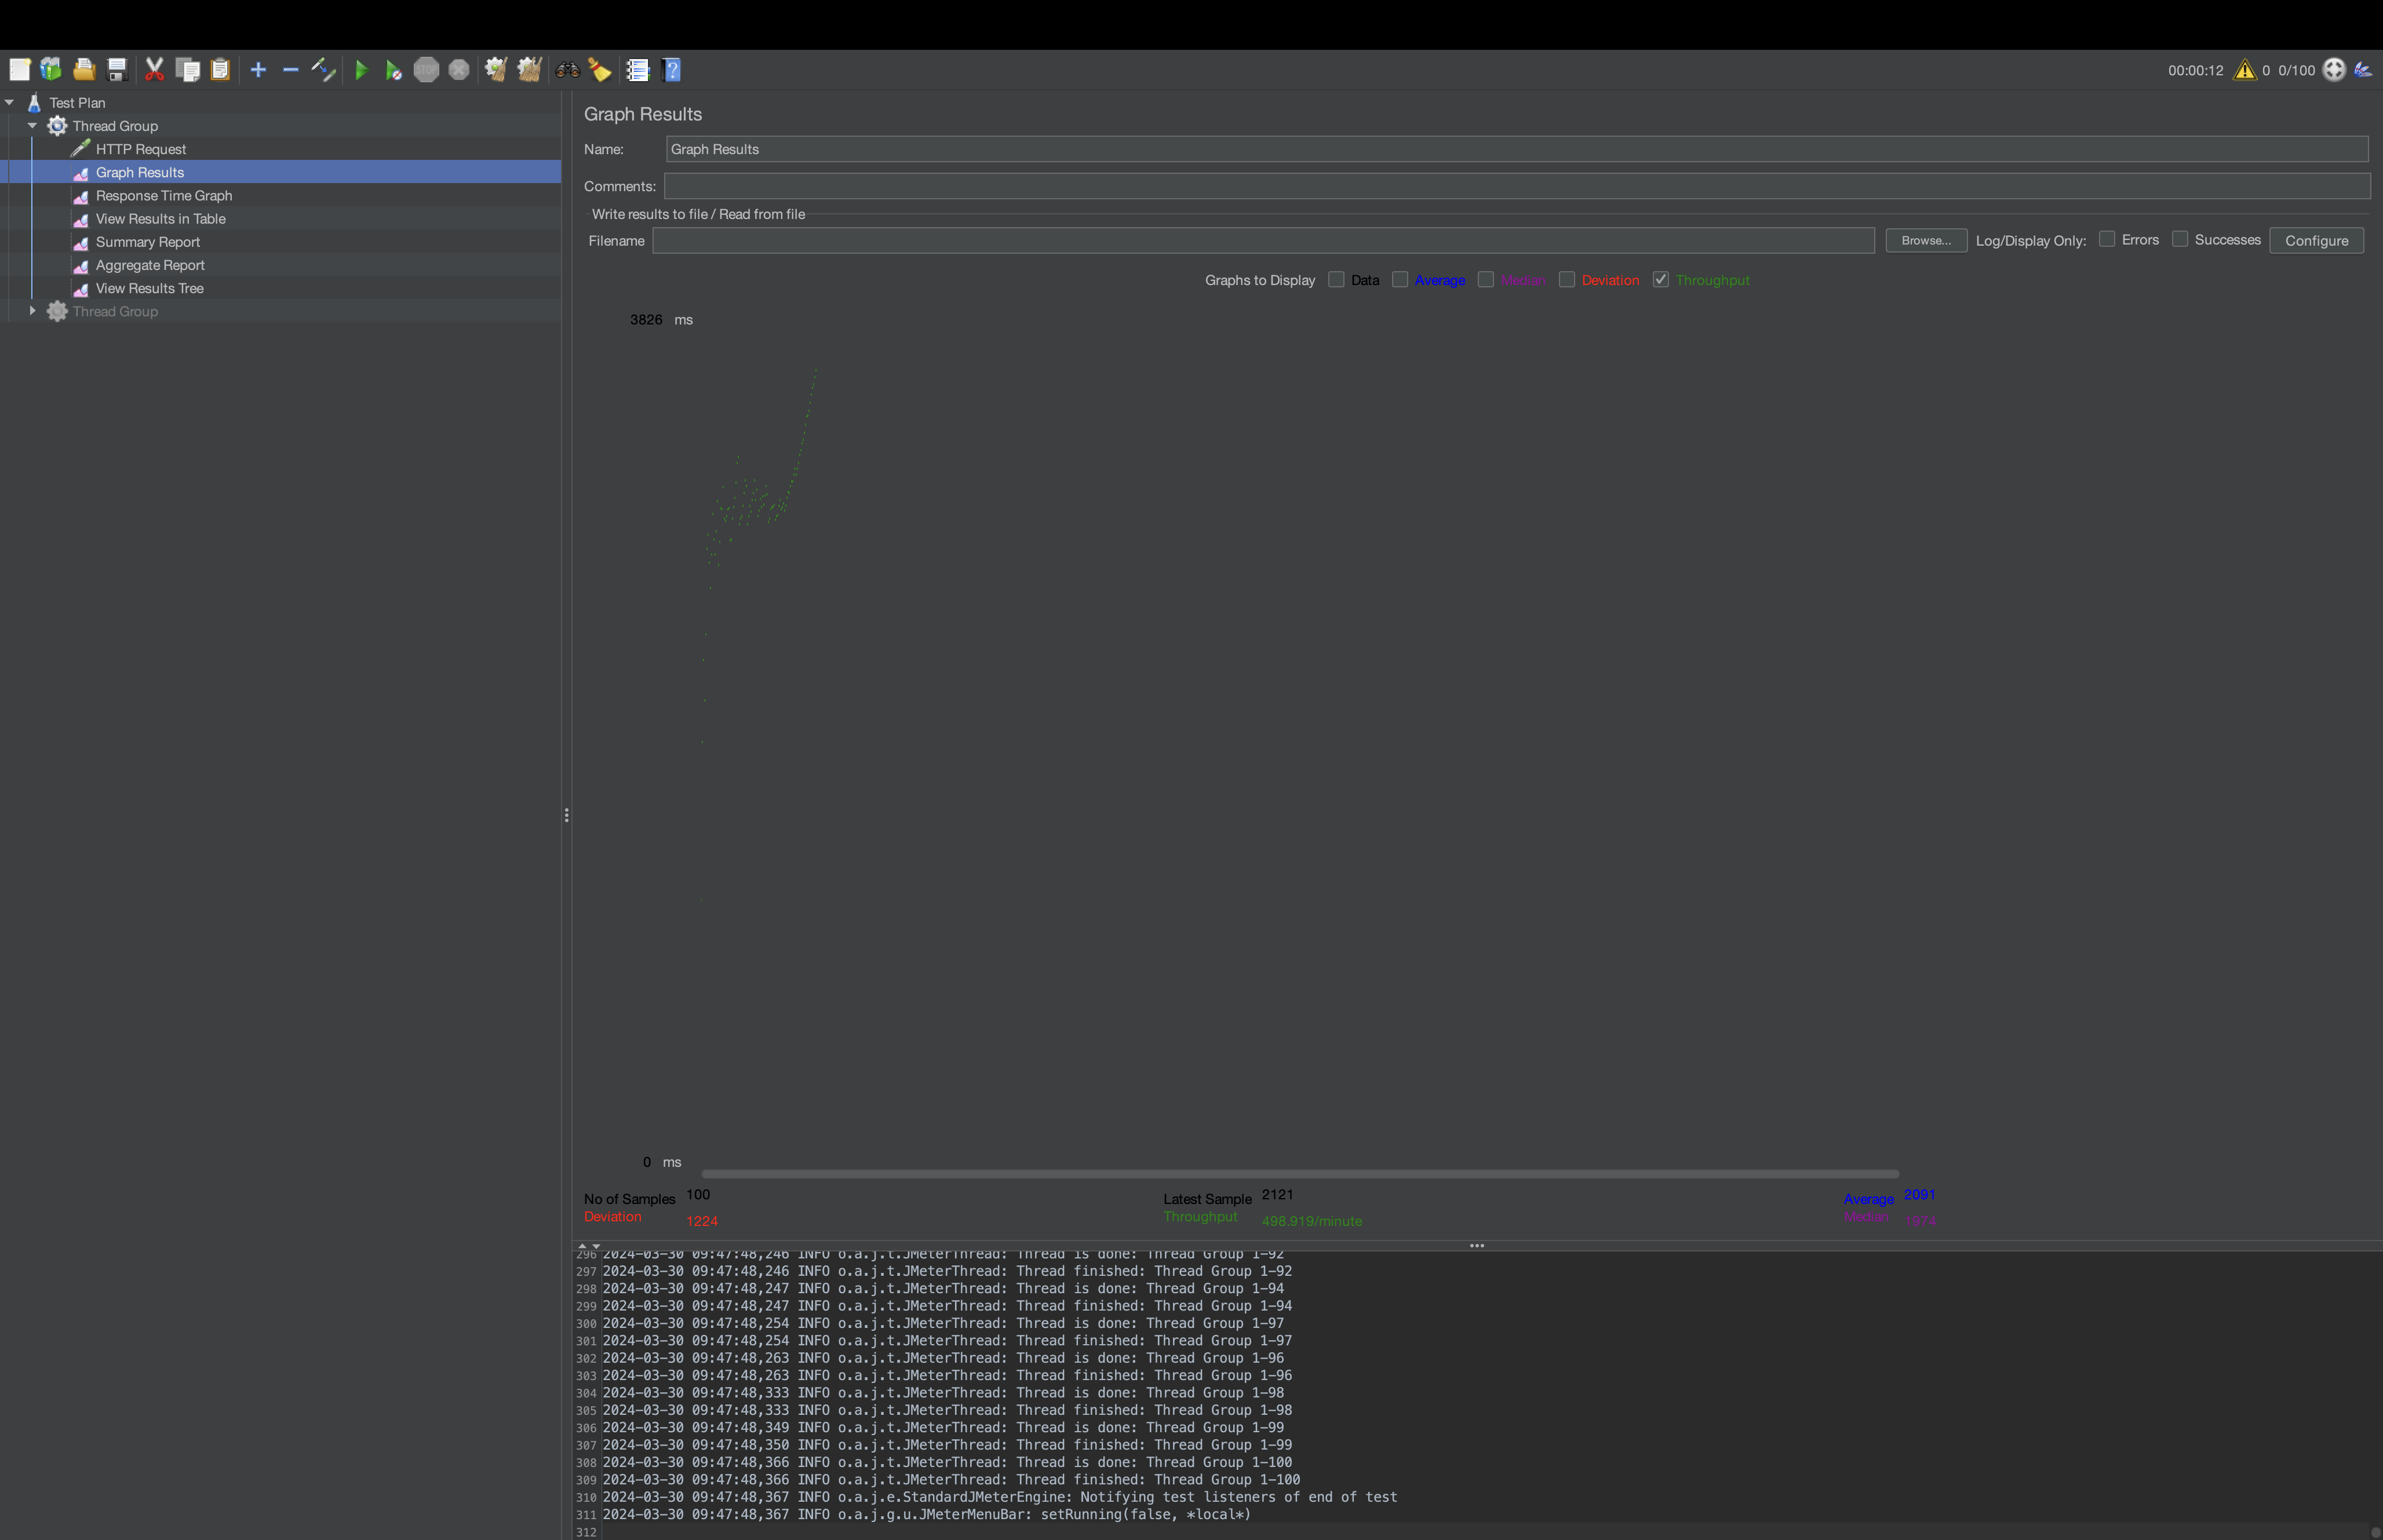 STOP
00:00:12 0 0/100
Test Plan
Thread Group
HTTP Request
Graph Results
Response Time Graph
View Results in Table
Summary Report
Aggregate Report
View Results Tree
Thread Group
Graph Results
Name: Graph Results
Comments:
Write results to file / Read from file
Filename Browse... Log/Display Only: Errors Successes Configure
Graphs to Display Data Average Median Deviation Throughput
3826 ms
0 ms
No of Samples 100 Latest Sample 2121 Average 2091
Deviation 1224 Throughput 498.919/minute Median 1974
296 2024-03-30 09:47:48,246 INFO o.a.j.t.JMeterThread: Thread is done: Thread Group 1-92
297 2024-03-30 09:47:48,246 INFO o.a.j.t.JMeterThread: Thread finished: Thread Group 1-92
298 2024-03-30 09:47:48,247 INFO o.a.j.t.JMeterThread: Thread is done: Thread Group 1-94
299 2024-03-30 09:47:48,247 INFO o.a.j.t.JMeterThread: Thread finished: Thread Group 1-94
300 2024-03-30 09:47:48,254 INFO o.a.j.t.JMeterThread: Thread is done: Thread Group 1-97
301 2024-03-30 09:47:48,254 INFO o.a.j.t.JMeterThread: Thread finished: Thread Group 1-97
302 2024-03-30 09:47:48,263 INFO o.a.j.t.JMeterThread: Thread is done: Thread Group 1-96
303 2024-03-30 09:47:48,263 INFO o.a.j.t.JMeterThread: Thread finished: Thread Group 1-96
304 2024-03-30 09:47:48,333 INFO o.a.j.t.JMeterThread: Thread is done: Thread Group 1-98
305 2024-03-30 09:47:48,333 INFO o.a.j.t.JMeterThread: Thread finished: Thread Group 1-98
306 2024-03-30 09:47:48,349 INFO o.a.j.t.JMeterThread: Thread is done: Thread Group 1-99
307 2024-03-30 09:47:48,350 INFO o.a.j.t.JMeterThread: Thread finished: Thread Group 1-99
308 2024-03-30 09:47:48,366 INFO o.a.j.t.JMeterThread: Thread is done: Thread Group 1-100
309 2024-03-30 09:47:48,366 INFO o.a.j.t.JMeterThread: Thread finished: Thread Group 1-100
310 2024-03-30 09:47:48,367 INFO o.a.j.e.StandardJMeterEngine: Notifying test listeners of end of test
311 2024-03-30 09:47:48,367 INFO o.a.j.g.u.JMeterMenuBar: setRunning(false, *local*)
312